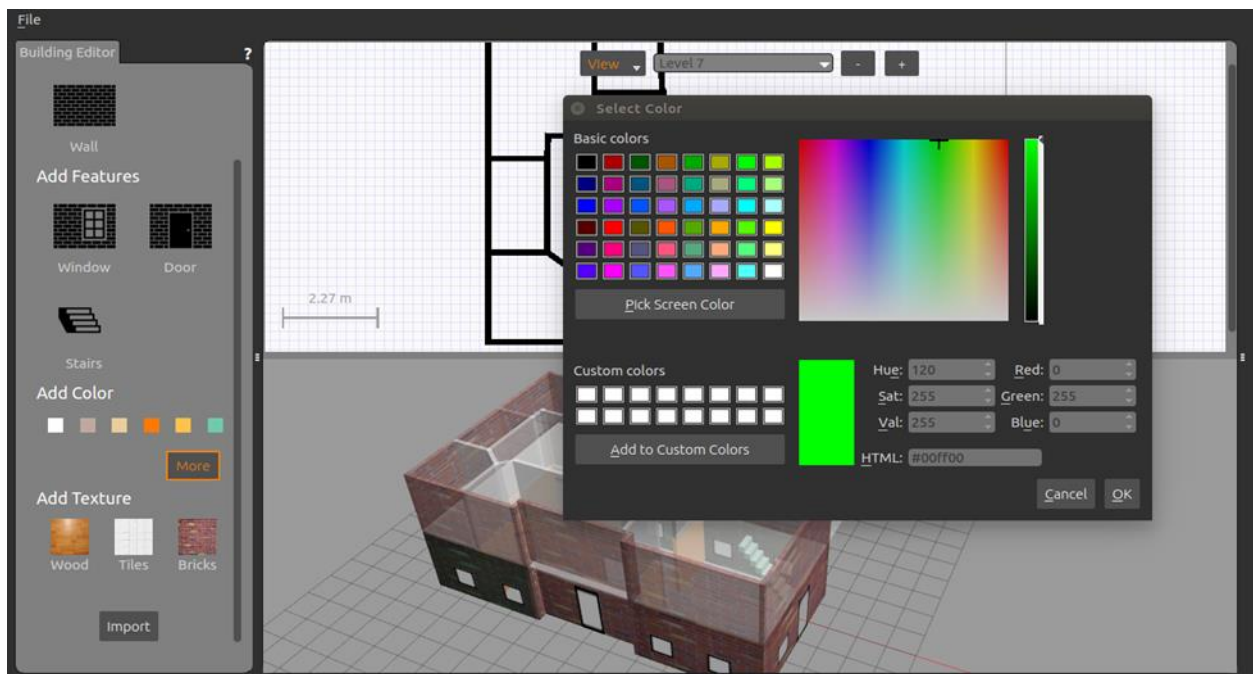 File
Building Editor
?
Wall
Add Features
Window
Door
Stairs
Add Color
More
Add Texture
Wood
Tiles
Bricks
Import
View
Level 7
-
+
2.27 m
Select Color
Basic colors
Pick Screen Color
Custom colors
Add to Custom Colors
Hue: 120
Red: 0
Sat: 255
Green: 255
Val: 255
Blue: 0
HTML: #00ff00
Cancel
OK